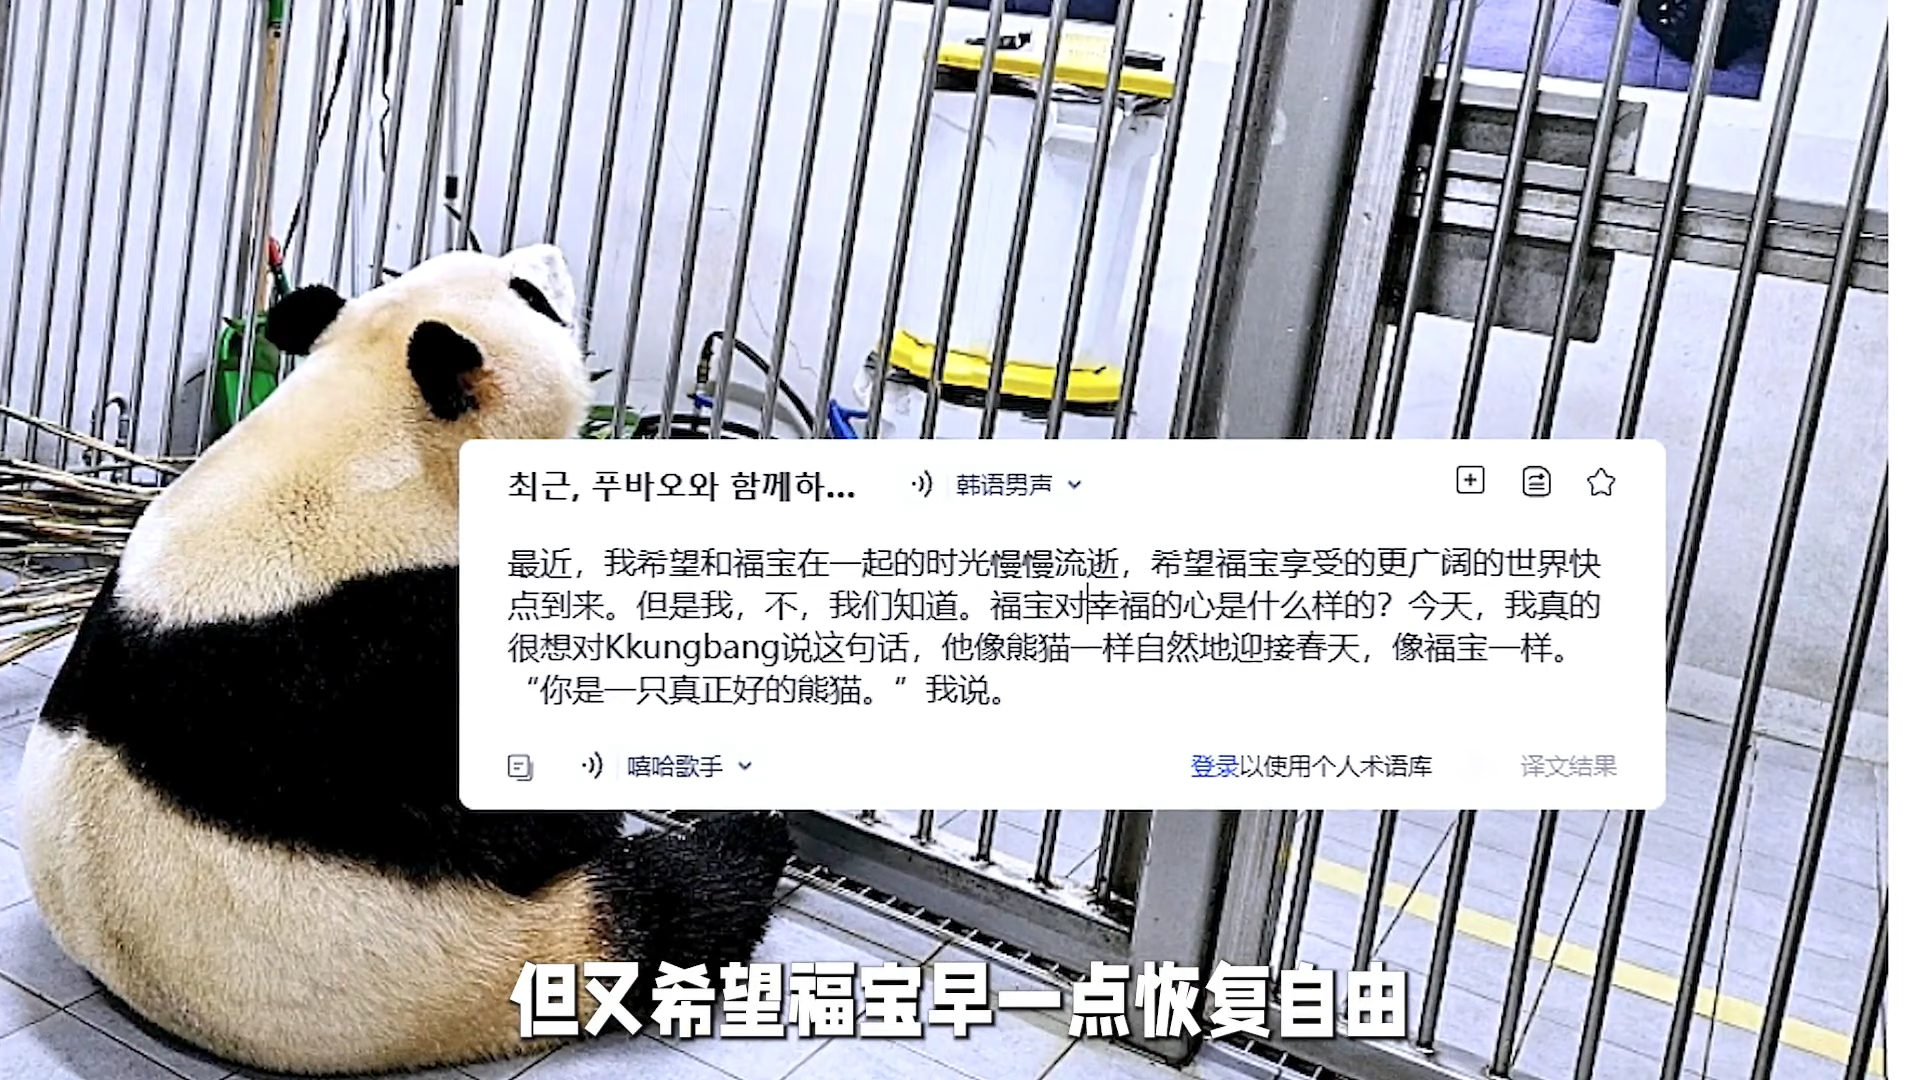 최근, 푸바오와 함께하...
韩语男声
最近，我希望和福宝在一起的时光慢慢流逝，希望福宝享受的更广阔的世界快
点到来。但是我，不，我们知道。福宝对幸福的心是什么样的？今天，我真的
很想对Kkungbang说这句话，他像熊猫一样自然地迎接春天，像福宝一样。
“你是一只真正好的熊猫。”我说。
嘻哈歌手
登录以使用个人术语库
译文结果
但又希望福宝早一点恢复自由